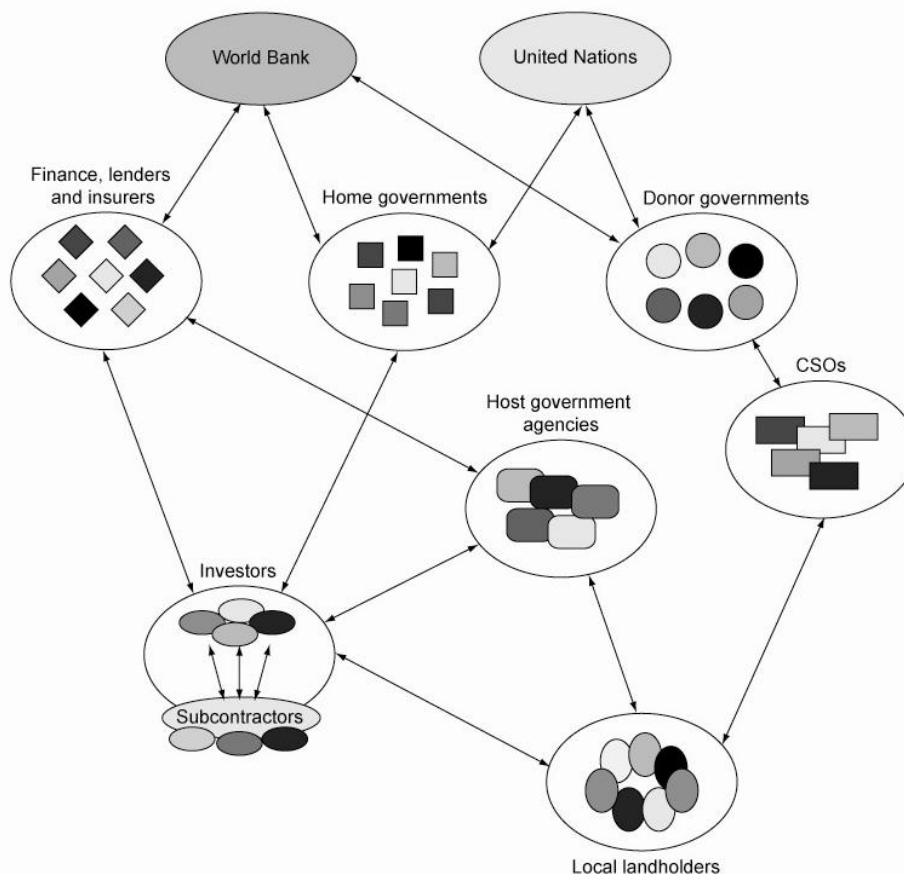 World Bank
United Nations
Finance, lenders
and insurers
Home governments
Donor governments
CSOs
Host government
agencies
Investors
Subcontractors
Local landholders